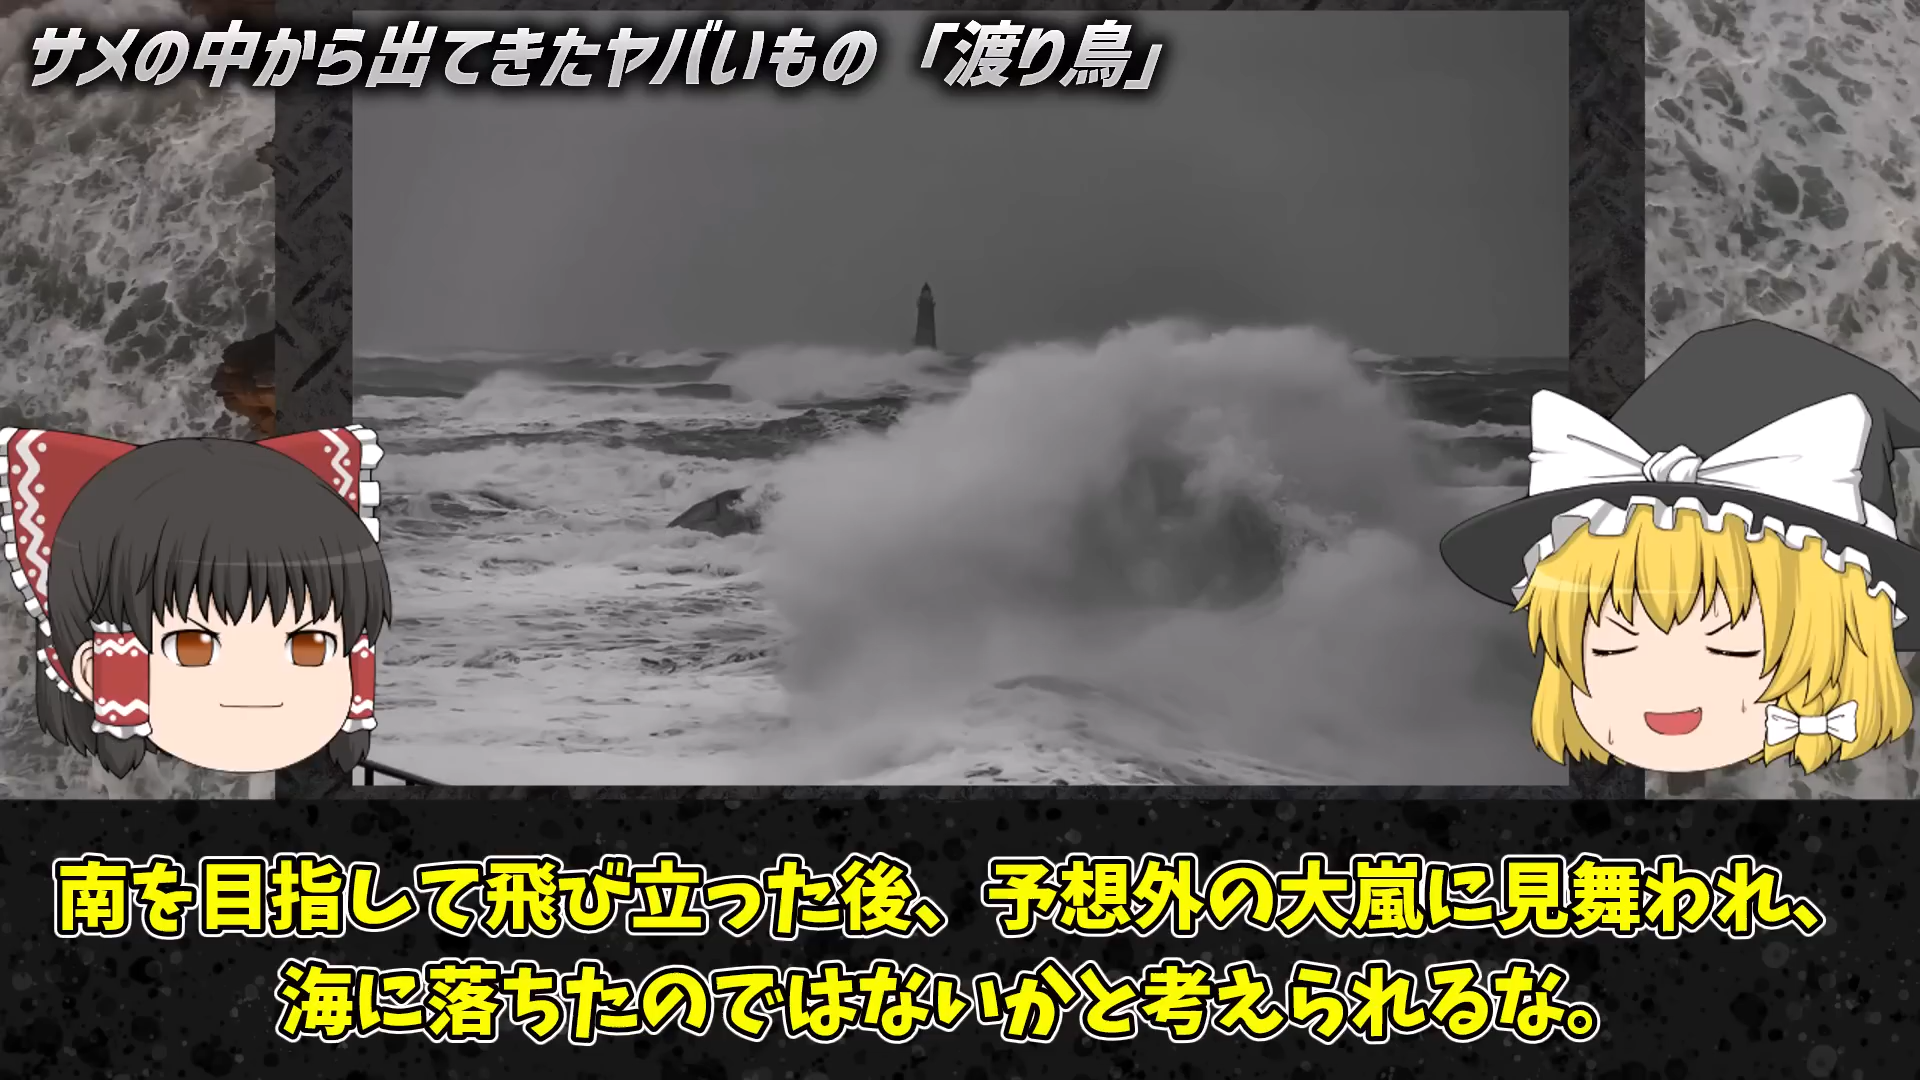 サメの中から出てきたヤバいもの「渡り鳥」
南を目指して飛び立った後、予想外の大嵐に見舞われ、
海に落ちたのではないかと考えられるな。